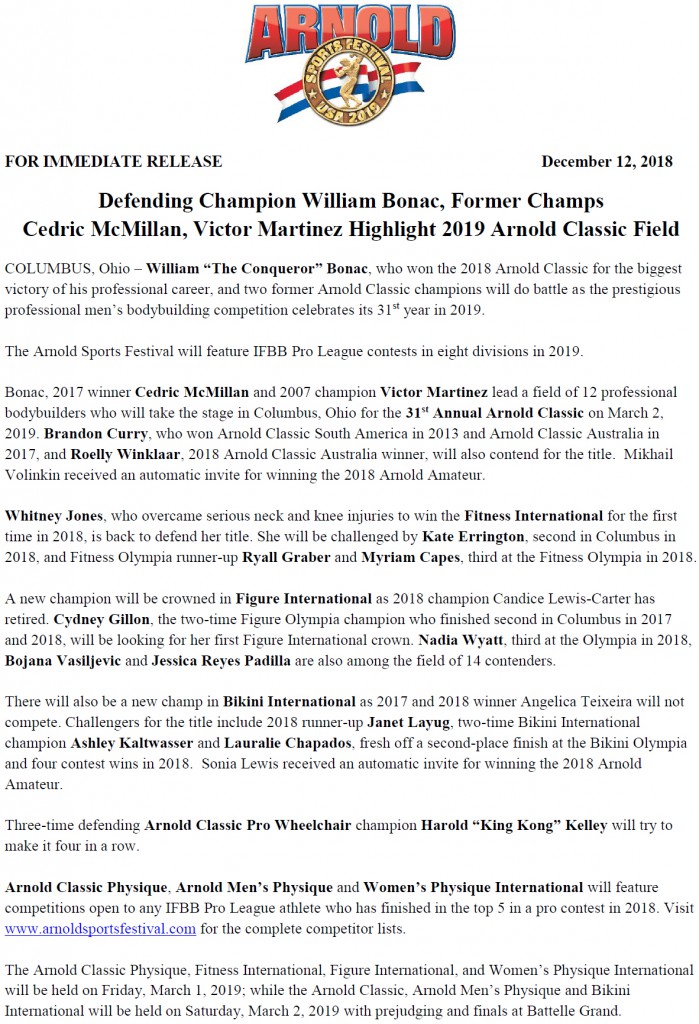 ARNOLD
SPORTS FESTIVAL
USA 2019
FOR IMMEDIATE RELEASE December 12, 2018
Defending Champion William Bonac, Former Champs
Cedric McMillan, Victor Martinez Highlight 2019 Arnold Classic Field
COLUMBUS, Ohio – William “The Conqueror” Bonac, who won the 2018 Arnold Classic for the biggest
victory of his professional career, and two former Arnold Classic champions will do battle as the prestigious
professional men’s bodybuilding competition celebrates its 31st year in 2019.
The Arnold Sports Festival will feature IFBB Pro League contests in eight divisions in 2019.
Bonac, 2017 winner Cedric McMillan and 2007 champion Victor Martinez lead a field of 12 professional
bodybuilders who will take the stage in Columbus, Ohio for the 31st Annual Arnold Classic on March 2,
2019. Brandon Curry, who won Arnold Classic South America in 2013 and Arnold Classic Australia in
2017, and Roelly Winklaar, 2018 Arnold Classic Australia winner, will also contend for the title. Mikhail
Volinkin received an automatic invite for winning the 2018 Arnold Amateur.
Whitney Jones, who overcame serious neck and knee injuries to win the Fitness International for the first
time in 2018, is back to defend her title. She will be challenged by Kate Errington, second in Columbus in
2018, and Fitness Olympia runner-up Ryall Graber and Myriam Capes, third at the Fitness Olympia in 2018.
A new champion will be crowned in Figure International as 2018 champion Candice Lewis-Carter has
retired. Cydney Gillon, the two-time Figure Olympia champion who finished second in Columbus in 2017
and 2018, will be looking for her first Figure International crown. Nadia Wyatt, third at the Olympia in 2018,
Bojana Vasiljevic and Jessica Reyes Padilla are also among the field of 14 contenders.
There will also be a new champ in Bikini International as 2017 and 2018 winner Angelica Teixeira will not
compete. Challengers for the title include 2018 runner-up Janet Layug, two-time Bikini International
champion Ashley Kaltwasser and Lauralie Chapados, fresh off a second-place finish at the Bikini Olympia
and four contest wins in 2018. Sonia Lewis received an automatic invite for winning the 2018 Arnold
Amateur.
Three-time defending Arnold Classic Pro Wheelchair champion Harold “King Kong” Kelley will try to
make it four in a row.
Arnold Classic Physique, Arnold Men’s Physique and Women’s Physique International will feature
competitions open to any IFBB Pro League athlete who has finished in the top 5 in a pro contest in 2018. Visit
www.arnoldsportsfestival.com for the complete competitor lists.
The Arnold Classic Physique, Fitness International, Figure International, and Women’s Physique International
will be held on Friday, March 1, 2019; while the Arnold Classic, Arnold Men’s Physique and Bikini
International will be held on Saturday, March 2, 2019 with prejudging and finals at Battelle Grand.